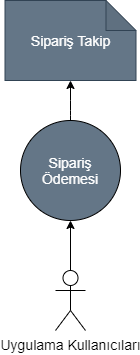 Sipariş Takip
Sipariş
Ödemesi
Uygulama Kullanıcıları